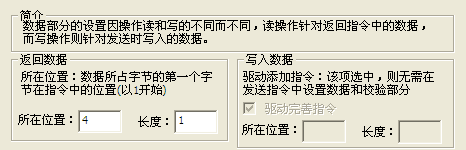 简介
数据部分的设置因操作读和写的不同而不同，读操作针对返回指令中的数据，
而写操作则针对发送时写入的数据。
返回数据
所在位置：数据所占字节的第一个字
节在指令中的位置(以1开始)
所在位置： 4 长度： 1
写入数据
驱动添加指令：该项选中，则无需在
发送指令中设置数据和校验部分
驱动完善指令
所在位置： 长度：